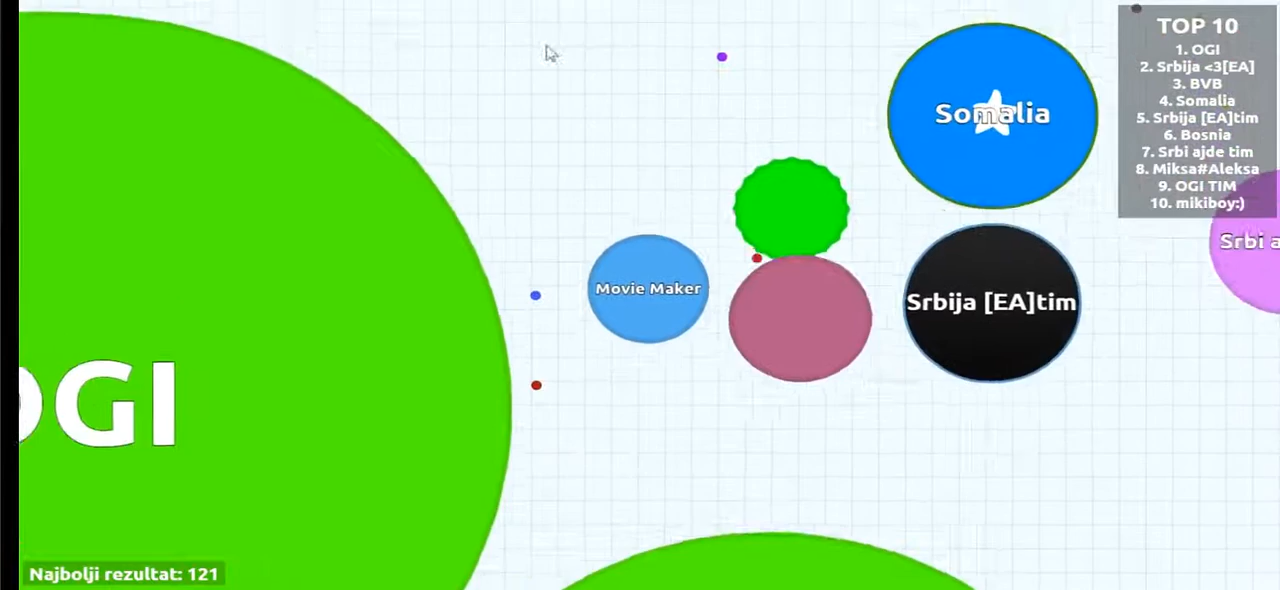 TOP 10
1. OGI
2. Srbija <3[EA]
3. BVB
4. Somalia
5. Srbija [EA]tim
6. Bosnia
7. Srbi ajde tim
8. Miksa#Aleksa
9. OGI TIM
10. mikiboy:)
Somalia
Srbi a
Movie Maker
Srbija [EA]tim
OGI
Najbolji rezultat: 121